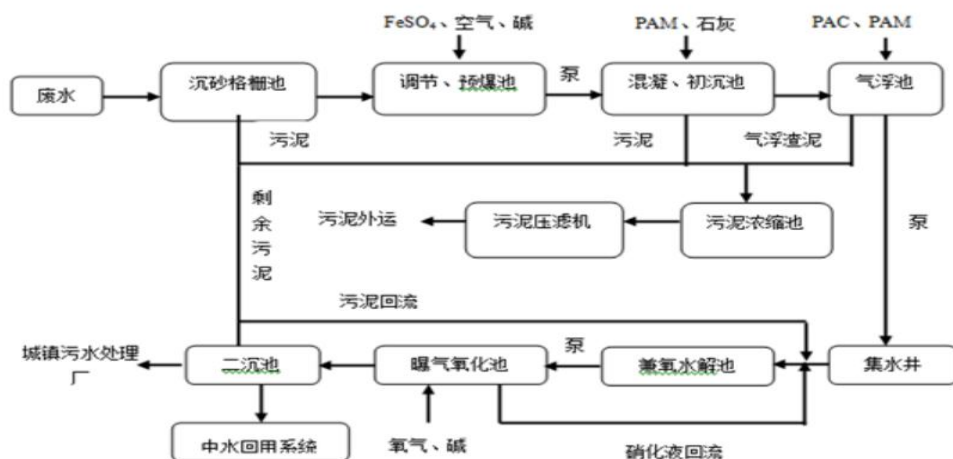 FeSO₄、空气、碱
PAM、石灰
PAC、PAM
废水
沉砂格栅池
调节、预爆池
泵
混凝、初沉池
气浮池
污泥
污泥
气浮渣泥
剩余污泥
污泥外运
污泥压滤机
污泥浓缩池
泵
污泥回流
城镇污水处理
厂
二沉池
曝气氧化池
泵
兼氧水解池
集水井
中水回用系统
氧气、碱
硝化液回流